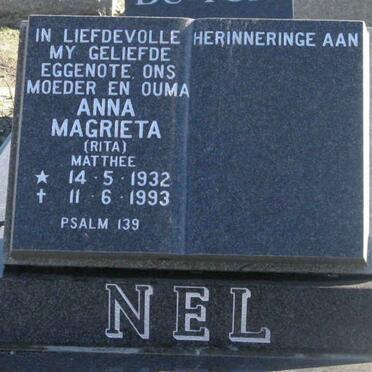 IN LIEFDEVOLLE HERINNERINGE AAN
MY GELIEFDE
EGGENOTE, ONS
MOEDER EN OUMA
ANNA
MAGRIETA
(RITA)
MATTHEE
★ 14·5·1932
✝ 11·6·1993
PSALM 139
NEL